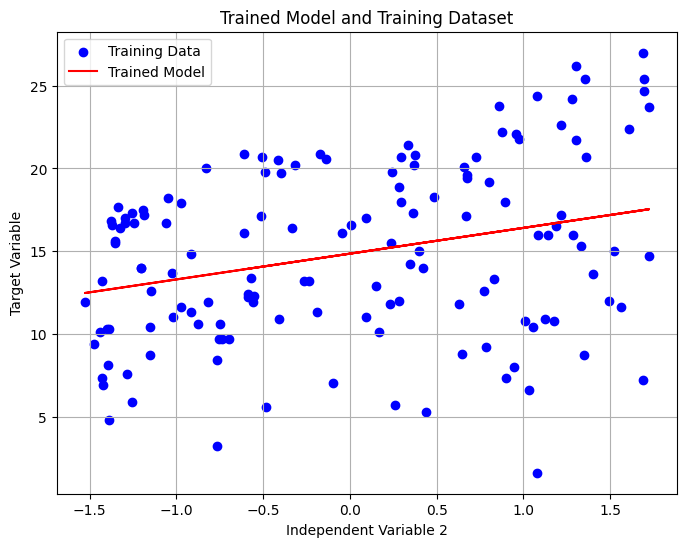 Trained Model and Training Dataset
Training Data
Trained Model
25
20
15
10
5
Target Variable
−1.5 −1.0 −0.5 0.0 0.5 1.0 1.5
Independent Variable 2